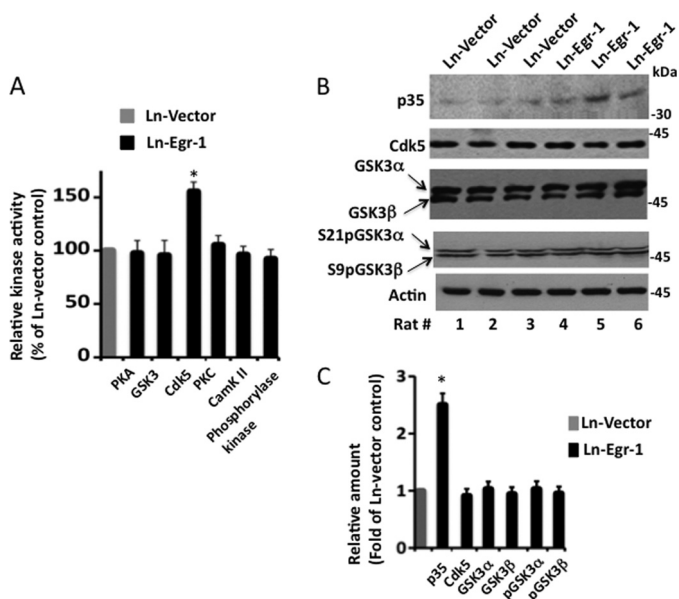 A
Ln-Vector
Ln-Egr-1
Relative kinase activity
(% of Ln-vector control)
150
100
50
0
*
PKA
GSK3
Cdk5
PKC
CamK II
Phosphorylase
kinase
B
Ln-Vector
Ln-Vector
Ln-Vector
Ln-Egr-1
Ln-Egr-1
Ln-Egr-1
kDa
p35
-30
Cdk5
-45
GSK3α
GSK3β
-45
S21pGSK3α
S9pGSK3β
-45
Actin
-45
Rat # 1 2 3 4 5 6
C
Relative amount
(Fold of Ln-vector control)
3
2
1
0
*
Ln-Vector
Ln-Egr-1
p35
Cdk5
GSK3α
GSK3β
pGSK3α
pGSK3β